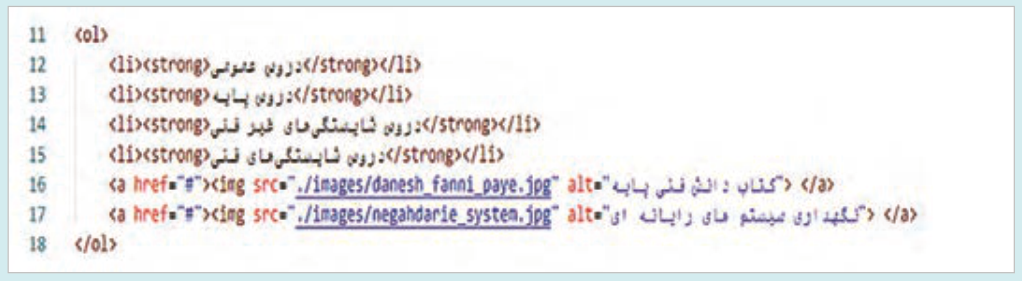 11 <ol>
12 <li><strong>دروس عمومی</strong></li>
13 <li><strong>دروس پایه</strong></li>
14 <li><strong>دروس شایستگی‌های غیر فنی</strong></li>
15 <li><strong>دروس شایستگی‌های فنی</strong></li>
16 <a href="#"><img src="./images/danesh_fanni_paye.jpg" alt="کتاب دانش فنی پایه"> </a>
17 <a href="#"><img src="./images/negahdarie_system.jpg" alt="نگهداری سیستم های رایانه ای"> </a>
18 </ol>